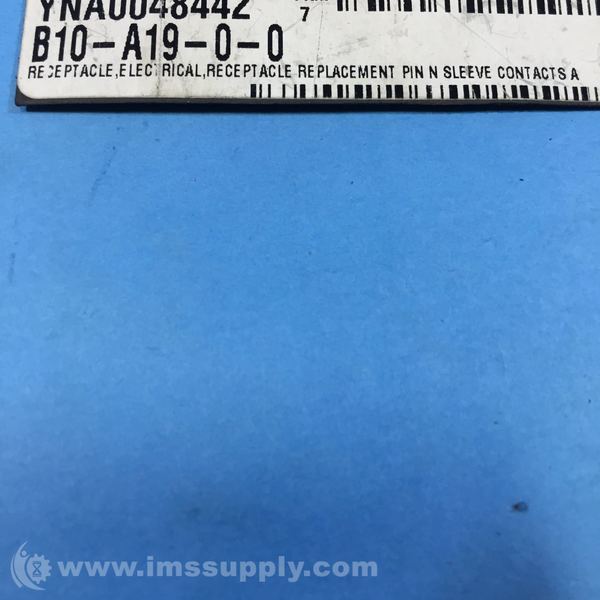 YNA0048442
7
B10-A19-0-0
RECEPTACLE,ELECTRICAL,RECEPTACLE REPLACEMENT PIN N SLEEVE CONTACTS A
www.imssupply.com